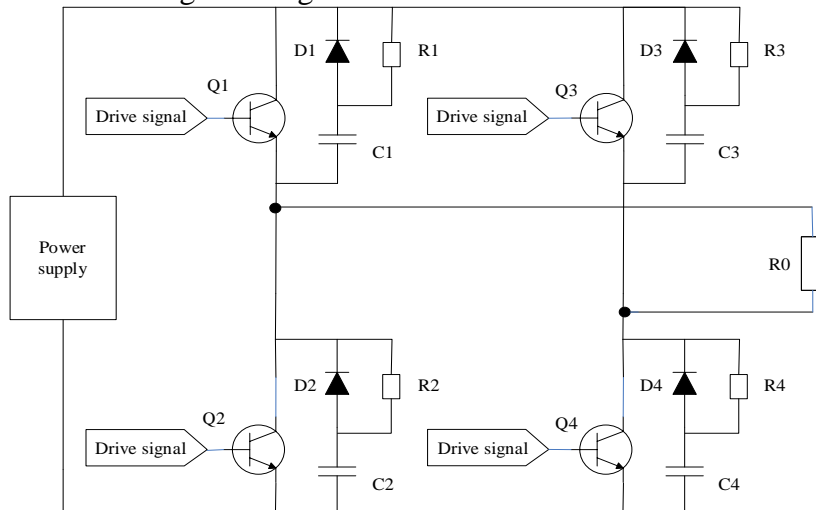 D1
R1
D3
R3
Q1
Q3
Drive signal
Drive signal
C1
C3
Power
supply
R0
D2
R2
D4
R4
Q2
Q4
Drive signal
Drive signal
C2
C4